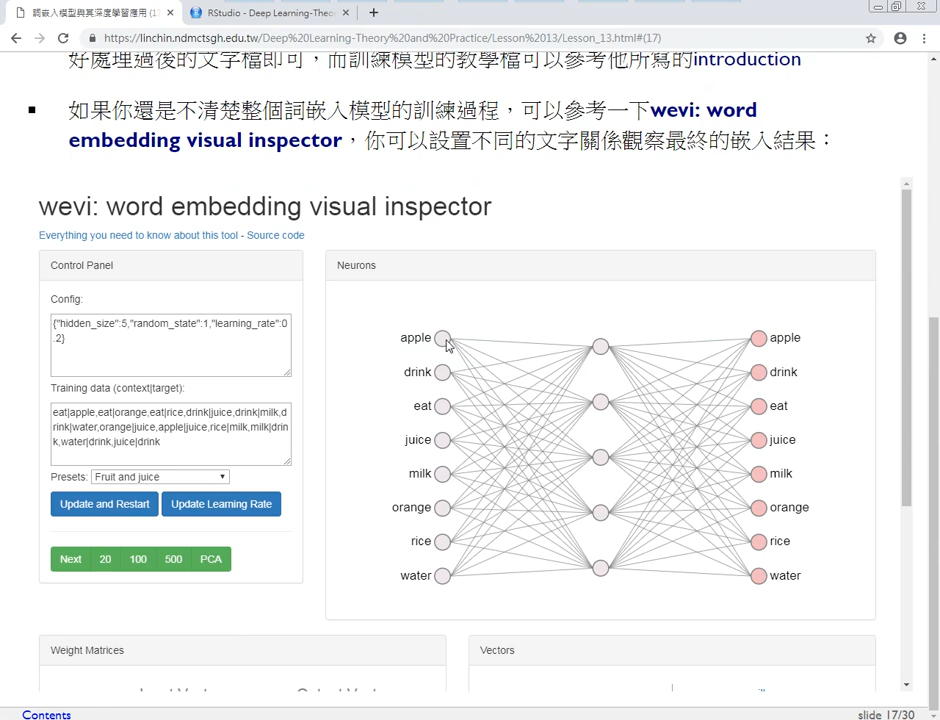 詞嵌入模型與其深度學習應用 (1
RStudio - Deep Learning-Theo
https://linchin.ndmctsgh.edu.tw/Deep%20Learning-Theory%20and%20Practice/Lesson%2013/Lesson_13.html#(17)
好處理過後的文字檔即可，而訓練模型的教學檔可以參考他所寫的introduction
如果你還是不清楚整個詞嵌入模型的訓練過程，可以參考一下wevi: word
embedding visual inspector，你可以設置不同的文字關係觀察最終的嵌入結果：
wevi: word embedding visual inspector
Everything you need to know about this tool - Source code
Control Panel
Config:
{"hidden_size":5,"random_state":1,"learning_rate":0
.2}
Training data (context|target):
eat|apple,eat|orange,eat|rice,drink|juice,drink|milk,d
rink|water,orange|juice,apple|juice,rice|milk,milk|drin
k,water|drink,juice|drink
Presets: Fruit and juice
Update and Restart Update Learning Rate
Next 20 100 500 PCA
Neurons
apple apple
drink drink
eat eat
juice juice
milk milk
orange orange
rice rice
water water
Weight Matrices
Vectors
Contents
slide 17/30